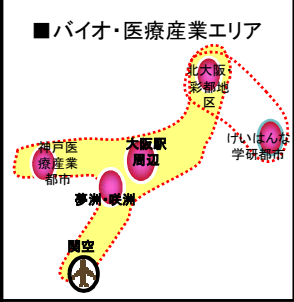 ■バイオ・医療産業エリア
北大阪・
彩都地
区
けいはんな
学研都市
神戸医
療産業
都市
大阪駅
周辺
夢洲・咲洲
関空